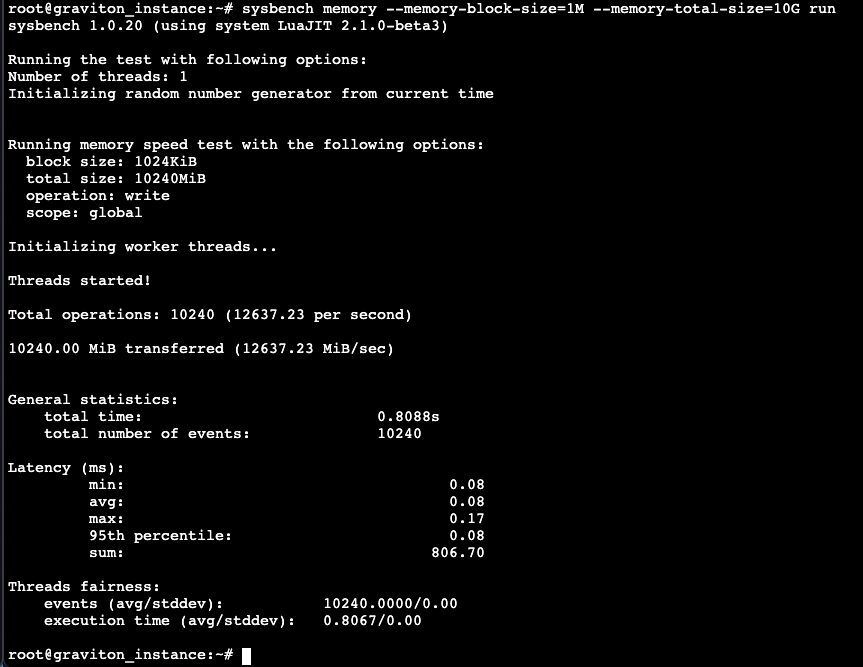 root@graviton_instance:~# sysbench memory --memory-block-size=1M --memory-total-size=10G run
sysbench 1.0.20 (using system LuaJIT 2.1.0-beta3)
Running the test with following options:
Number of threads: 1
Initializing random number generator from current time
Running memory speed test with the following options:
block size: 1024KiB
total size: 10240MiB
operation: write
scope: global
Initializing worker threads...
Threads started!
Total operations: 10240 (12637.23 per second)
10240.00 MiB transferred (12637.23 MiB/sec)
General statistics:
total time: 0.8088s
total number of events: 10240
Latency (ms):
min: 0.08
avg: 0.08
max: 0.17
95th percentile: 0.08
sum: 806.70
Threads fairness:
events (avg/stddev): 10240.0000/0.00
execution time (avg/stddev): 0.8067/0.00
root@graviton_instance:~#